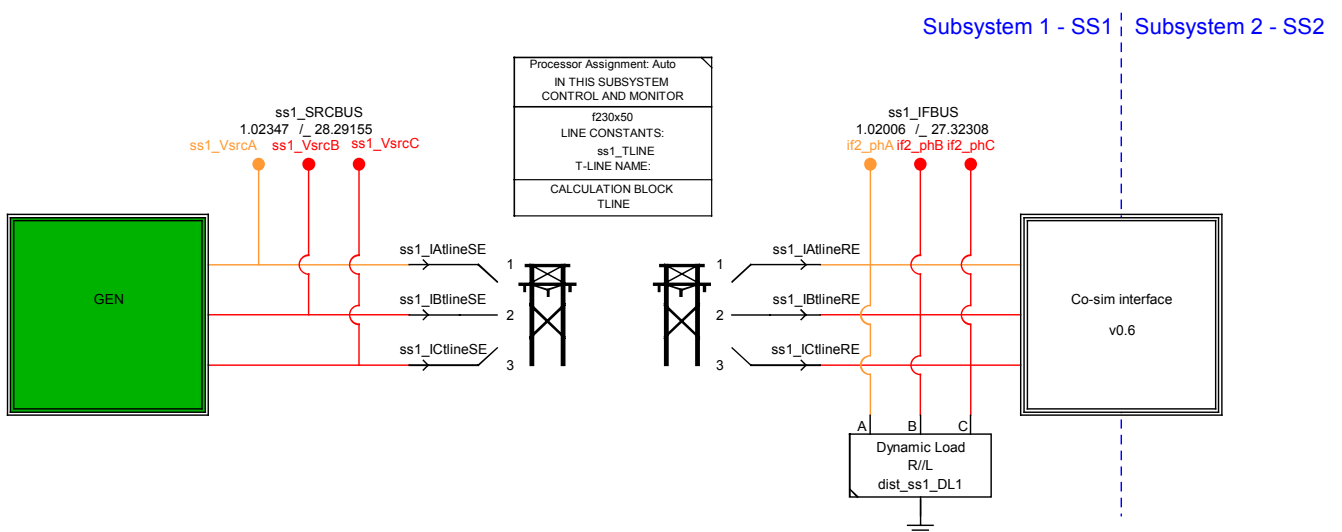 Subsystem 1 - SS1
Subsystem 2 - SS2
Processor Assignment: Auto
IN THIS SUBSYSTEM
CONTROL AND MONITOR
f230x50
LINE CONSTANTS:
ss1_TLINE
T-LINE NAME:
CALCULATION BLOCK
TLINE
ss1_SRCBUS
1.02347 /_ 28.29155
ss1_VsrcA
ss1_VsrcB
ss1_VsrcC
ss1_IFBUS
1.02006 /_ 27.32308
if2_phA
if2_phB
if2_phC
GEN
ss1_IAtlineSE
1
ss1_IBtlineSE
2
ss1_ICtlineSE
3
1
ss1_IAtlineRE
2
ss1_IBtlineRE
3
ss1_ICtlineRE
Co-sim interface
v0.6
A
B
C
Dynamic Load
R//L
dist_ss1_DL1